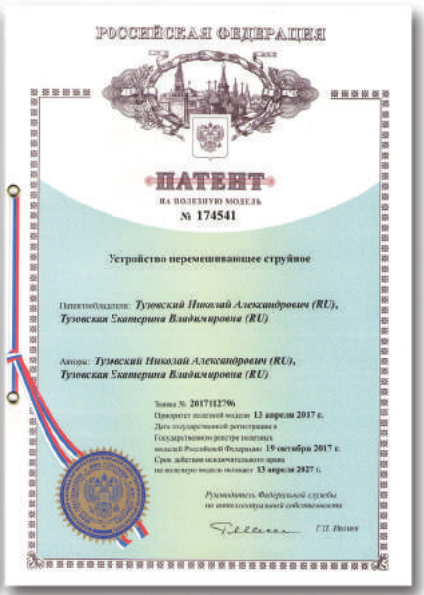 РОССИЙСКАЯ ФЕДЕРАЦИЯ
ПАТЕНТ
НА ПОЛЕЗНУЮ МОДЕЛЬ
№ 174541
Устройство перемешивающее струйное
Патентообладатели: Тузовский Николай Александрович (RU),
Тузовская Екатерина Владимировна (RU)
Авторы: Тузовский Николай Александрович (RU),
Тузовская Екатерина Владимировна (RU)
Заявка № 2017112796
Приоритет полезной модели 13 апреля 2017 г.
Дата государственной регистрации в
Государственном реестре полезных
моделей Российской Федерации 19 октября 2017 г.
Срок действия исключительного права
на полезную модель истекает 13 апреля 2027 г.
Руководитель Федеральной службы
по интеллектуальной собственности
Г.П. Ивлиев